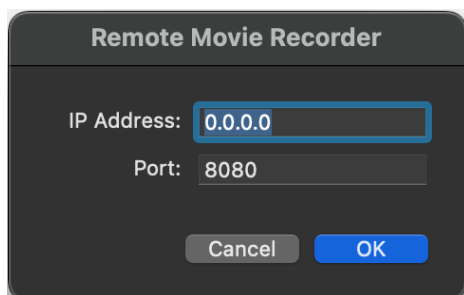 Remote Movie Recorder
IP Address: 0.0.0.0
Port: 8080
Cancel OK